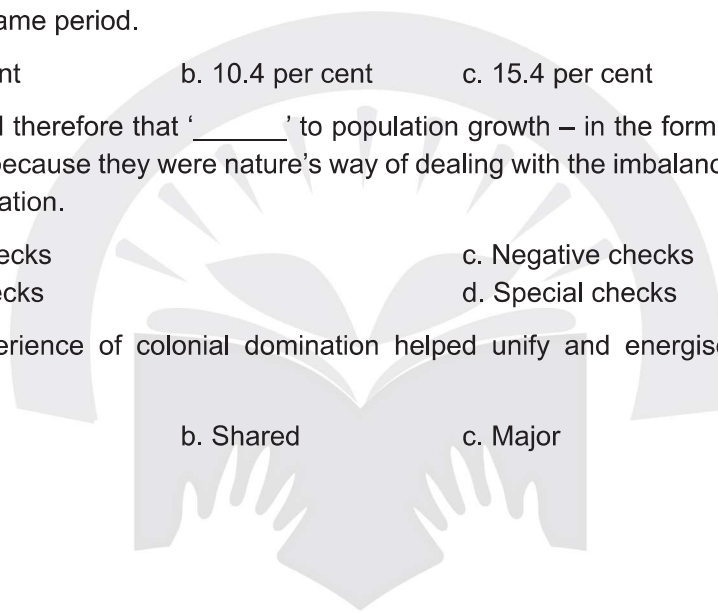 ame period.
nt b. 10.4 per cent c. 15.4 per cent
l therefore that ‘______’ to population growth – in the form
because they were nature’s way of dealing with the imbalanc
ation.
ecks c. Negative checks
ecks d. Special checks
erience of colonial domination helped unify and energise
b. Shared c. Major